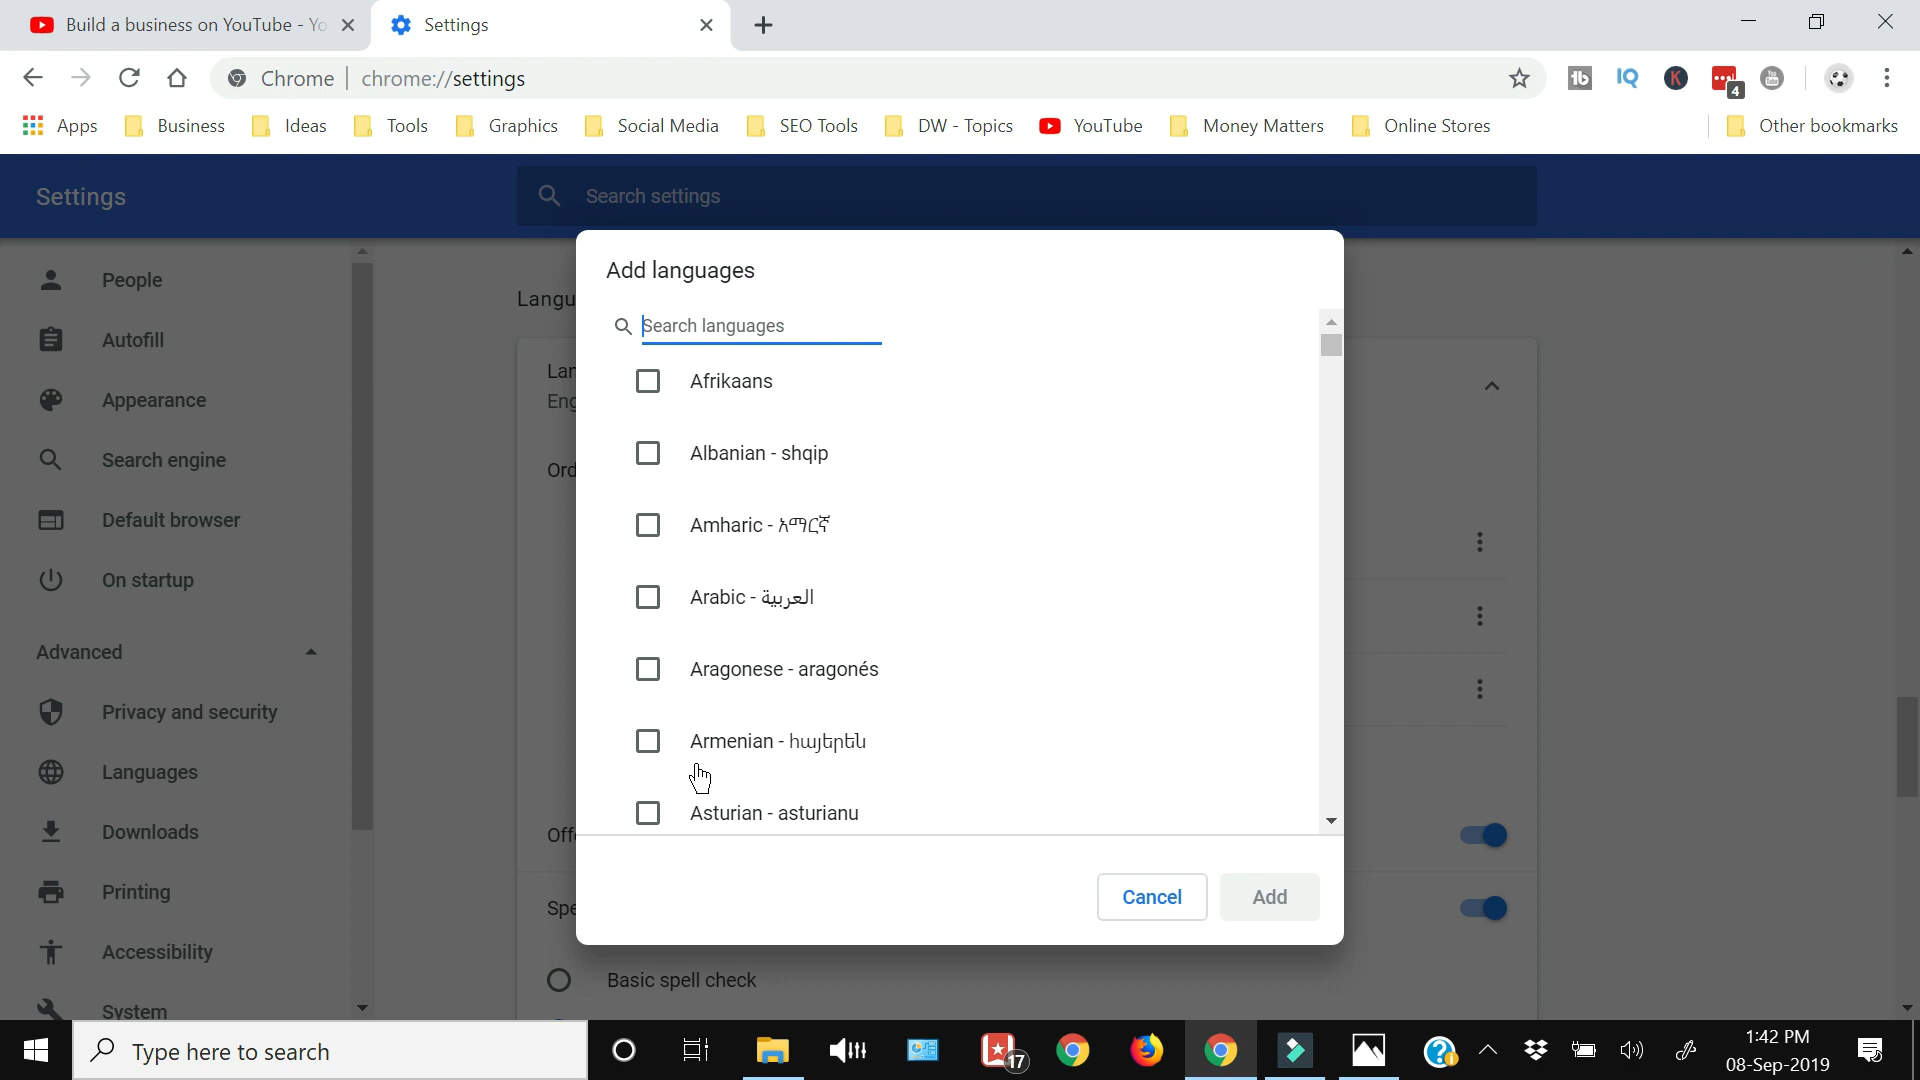 Build a business on YouTube - Yo
Settings
Chrome
chrome://settings
4
Apps
Business
Ideas
Tools
Graphics
Social Media
SEO Tools
DW - Topics
YouTube
Money Matters
Online Stores
Other bookmarks
Settings
Search settings
People
Autofill
Appearance
Search engine
Default browser
On startup
Advanced
Privacy and security
Languages
Downloads
Printing
Accessibility
System
Add languages
Search languages
Afrikaans
Albanian - shqip
Amharic - አማርኛ
Arabic - العربية
Aragonese - aragonés
Armenian - հայերեն
Asturian - asturianu
Cancel
Add
Basic spell check
Type here to search
17
1:42 PM
08-Sep-2019